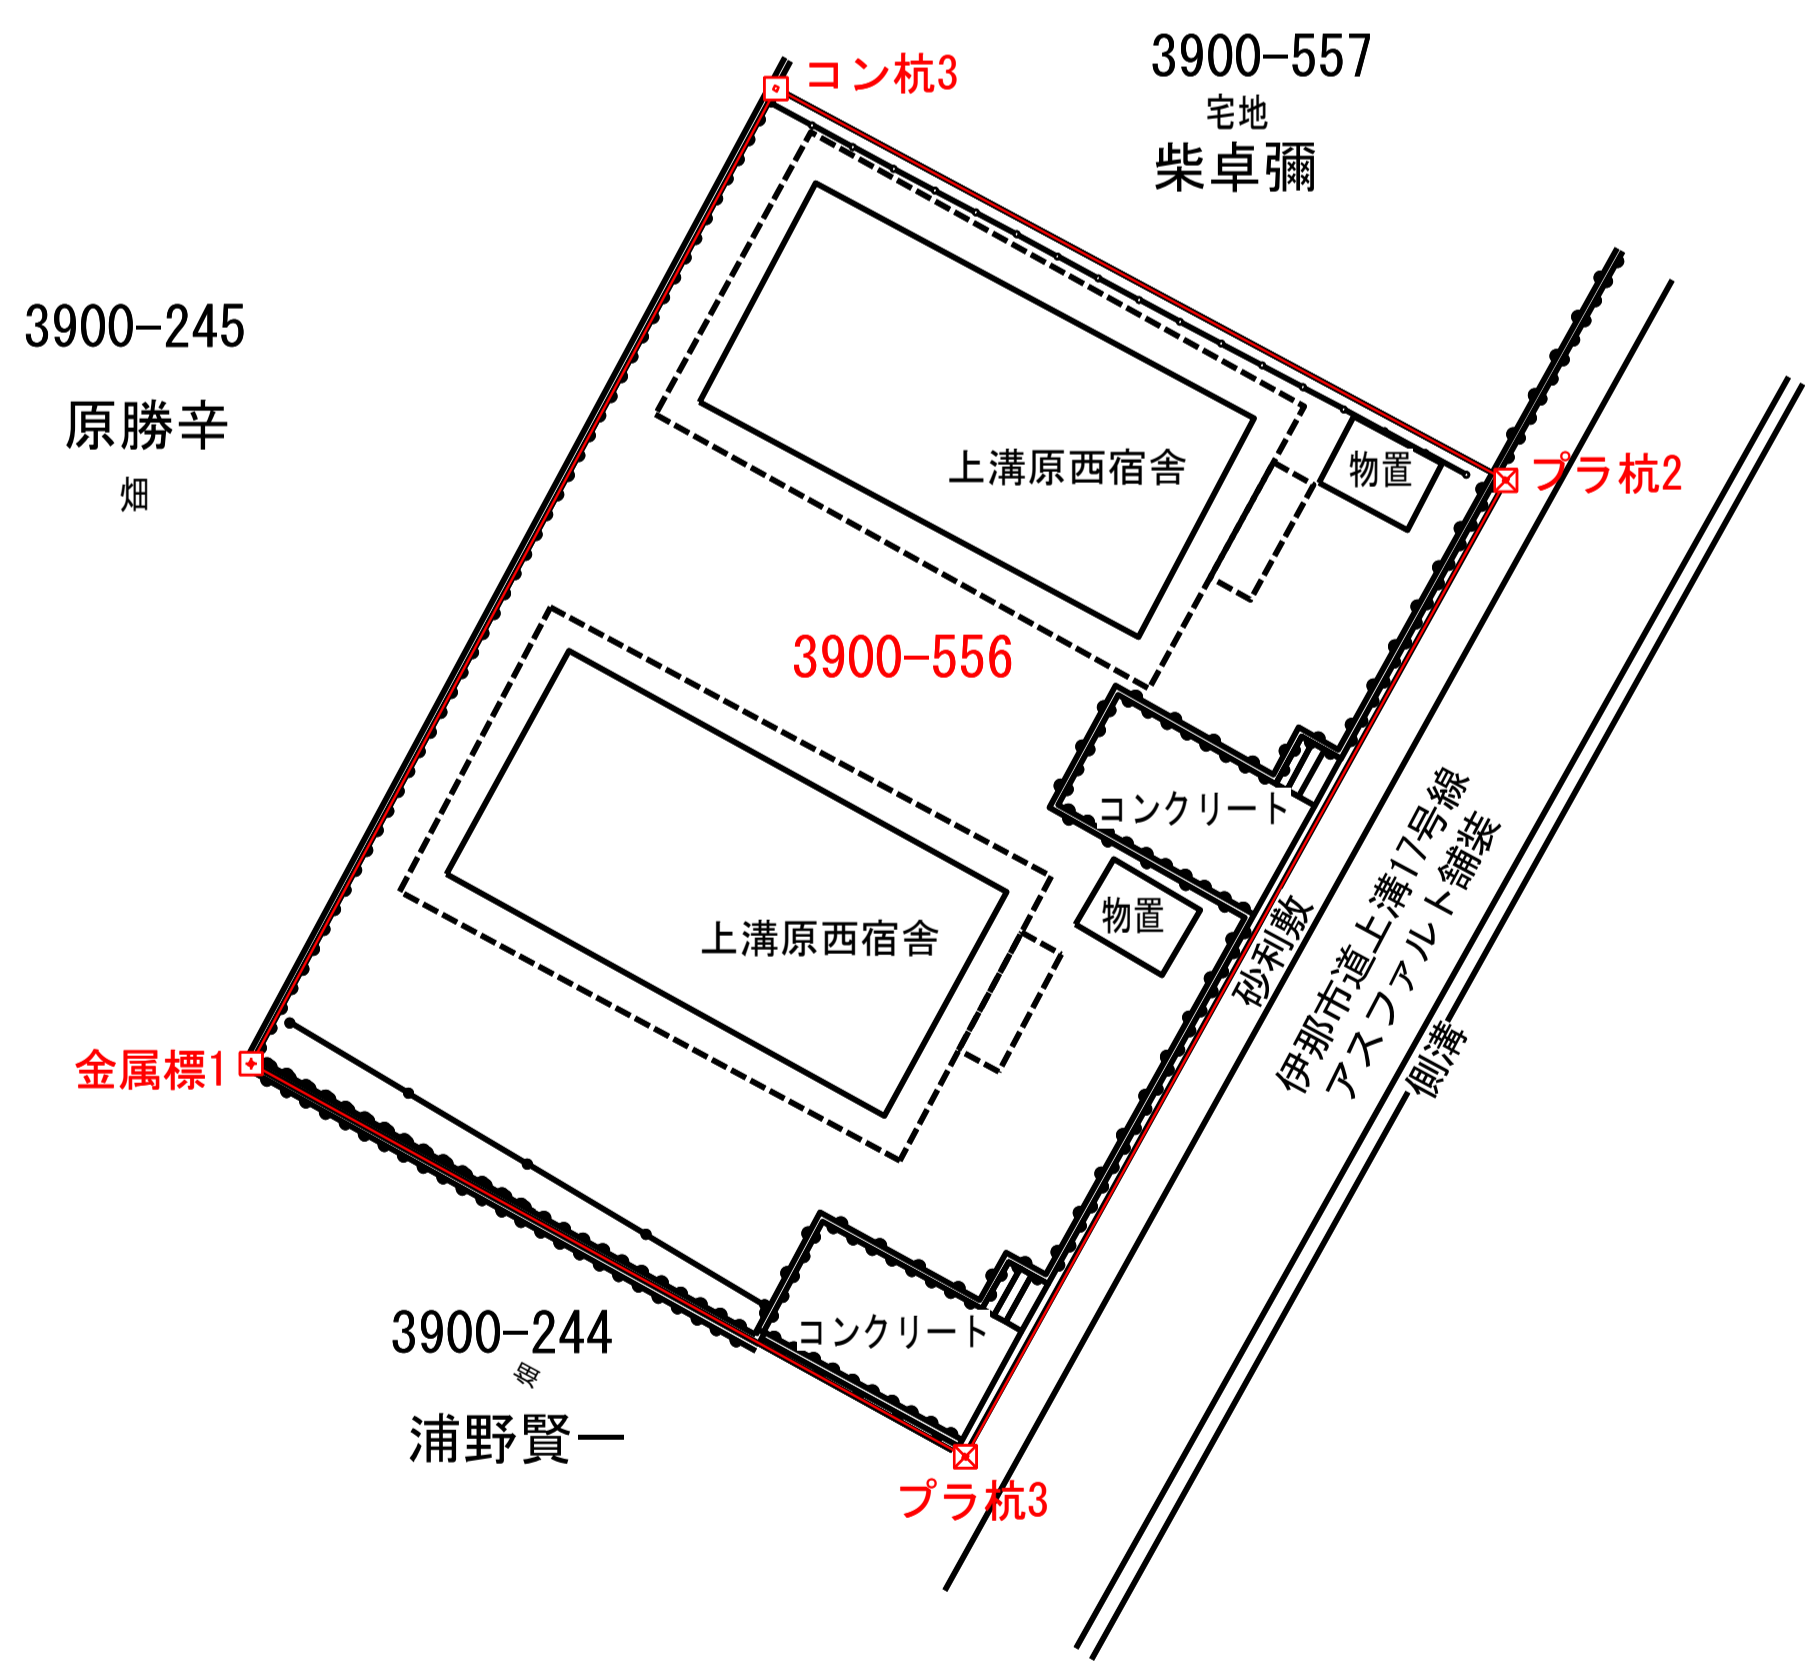 コン杭3
3900-557
宅地
柴卓彌
3900-245
原勝辛
畑
上溝原西宿舎
物置
プラ杭2
3900-556
コンクリート
上溝原西宿舎
物置
砂利敷
伊那市道上溝17号線
アスファルト舗装
側溝
金属標1
3900-244
畑
浦野賢一
コンクリート
プラ杭3